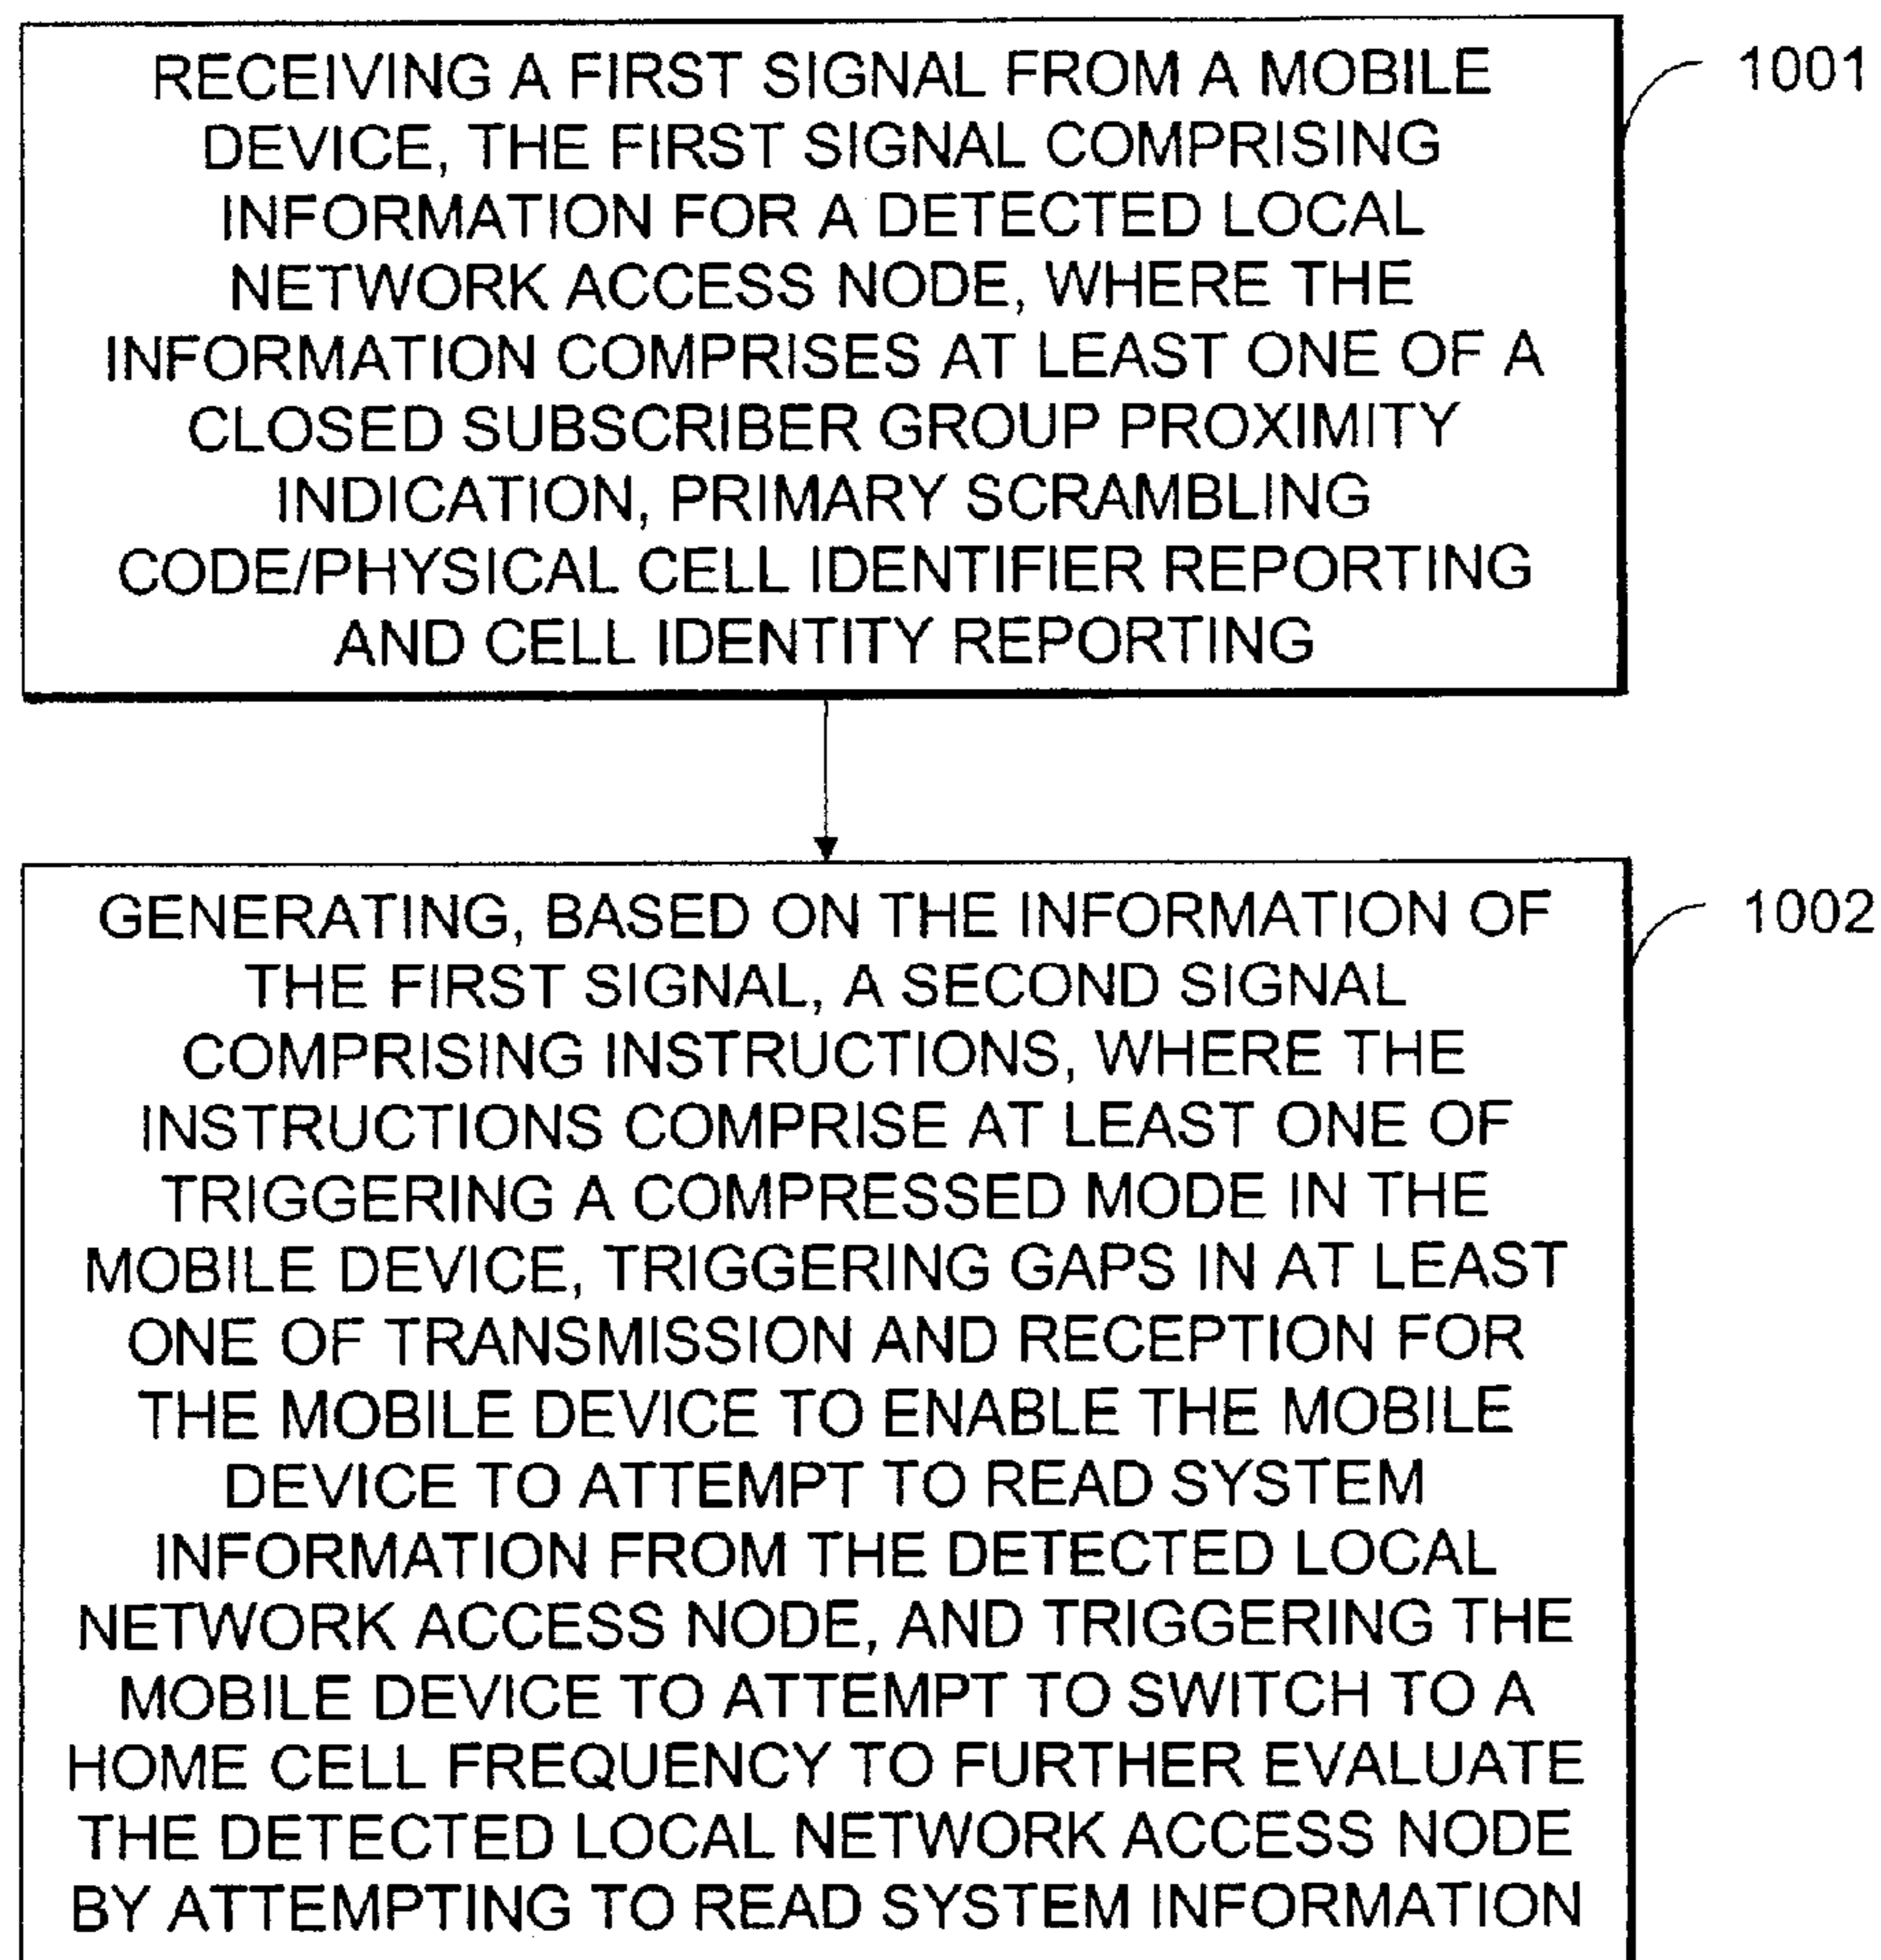 RECEIVING A FIRST SIGNAL FROM A MOBILE
DEVICE, THE FIRST SIGNAL COMPRISING
INFORMATION FOR A DETECTED LOCAL
NETWORK ACCESS NODE, WHERE THE
INFORMATION COMPRISES AT LEAST ONE OF A
CLOSED SUBSCRIBER GROUP PROXIMITY
INDICATION, PRIMARY SCRAMBLING
CODE/PHYSICAL CELL IDENTIFIER REPORTING
AND CELL IDENTITY REPORTING
1001
GENERATING, BASED ON THE INFORMATION OF
THE FIRST SIGNAL, A SECOND SIGNAL
COMPRISING INSTRUCTIONS, WHERE THE
INSTRUCTIONS COMPRISE AT LEAST ONE OF
TRIGGERING A COMPRESSED MODE IN THE
MOBILE DEVICE, TRIGGERING GAPS IN AT LEAST
ONE OF TRANSMISSION AND RECEPTION FOR
THE MOBILE DEVICE TO ENABLE THE MOBILE
DEVICE TO ATTEMPT TO READ SYSTEM
INFORMATION FROM THE DETECTED LOCAL
NETWORK ACCESS NODE, AND TRIGGERING THE
MOBILE DEVICE TO ATTEMPT TO SWITCH TO A
HOME CELL FREQUENCY TO FURTHER EVALUATE
THE DETECTED LOCAL NETWORK ACCESS NODE
BY ATTEMPTING TO READ SYSTEM INFORMATION
1002